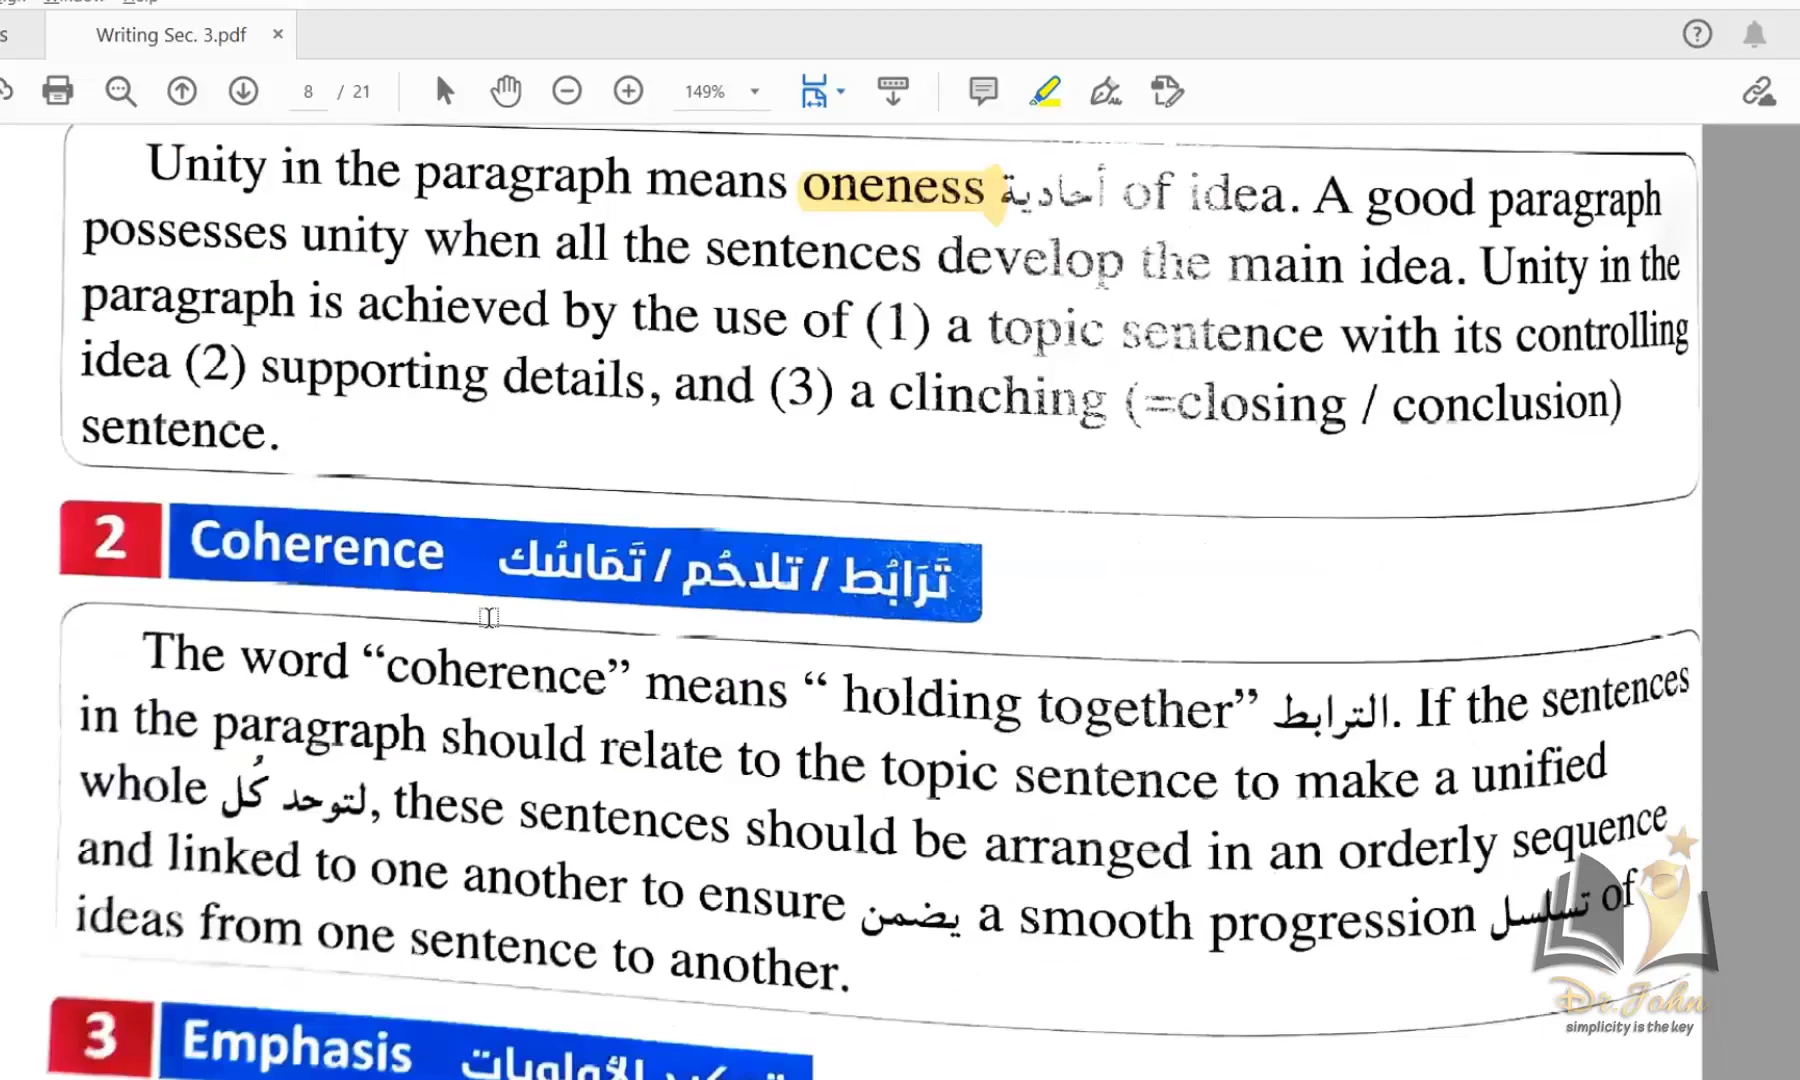 Writing Sec. 3.pdf ×
8 / 21 149%
Unity in the paragraph means oneness أحادية of idea. A good paragraph
possesses unity when all the sentences develop the main idea. Unity in the
paragraph is achieved by the use of (1) a topic sentence with its controlling
idea (2) supporting details, and (3) a clinching (=closing / conclusion)
sentence.
2 Coherence تَرَابُط / تلاحُم / تَمَاسُك
The word “coherence” means “ holding together” الترابط. If the sentences
in the paragraph should relate to the topic sentence to make a unified
whole لتوحد كُل, these sentences should be arranged in an orderly sequence
and linked to one another to ensure يضمن a smooth progression تسلسل of
ideas from one sentence to another.
Dr. John
simplicity is the key
3 Emphasis